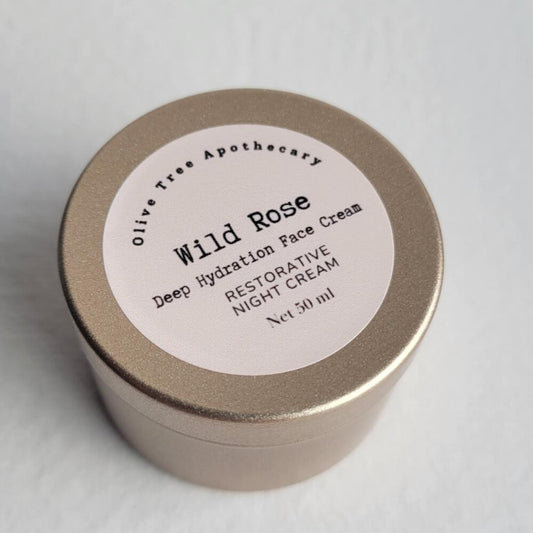 Olive Tree Apothecary
Wild Rose
Deep Hydration Face Cream
RESTORATIVE
NIGHT CREAM
Net 50 ml